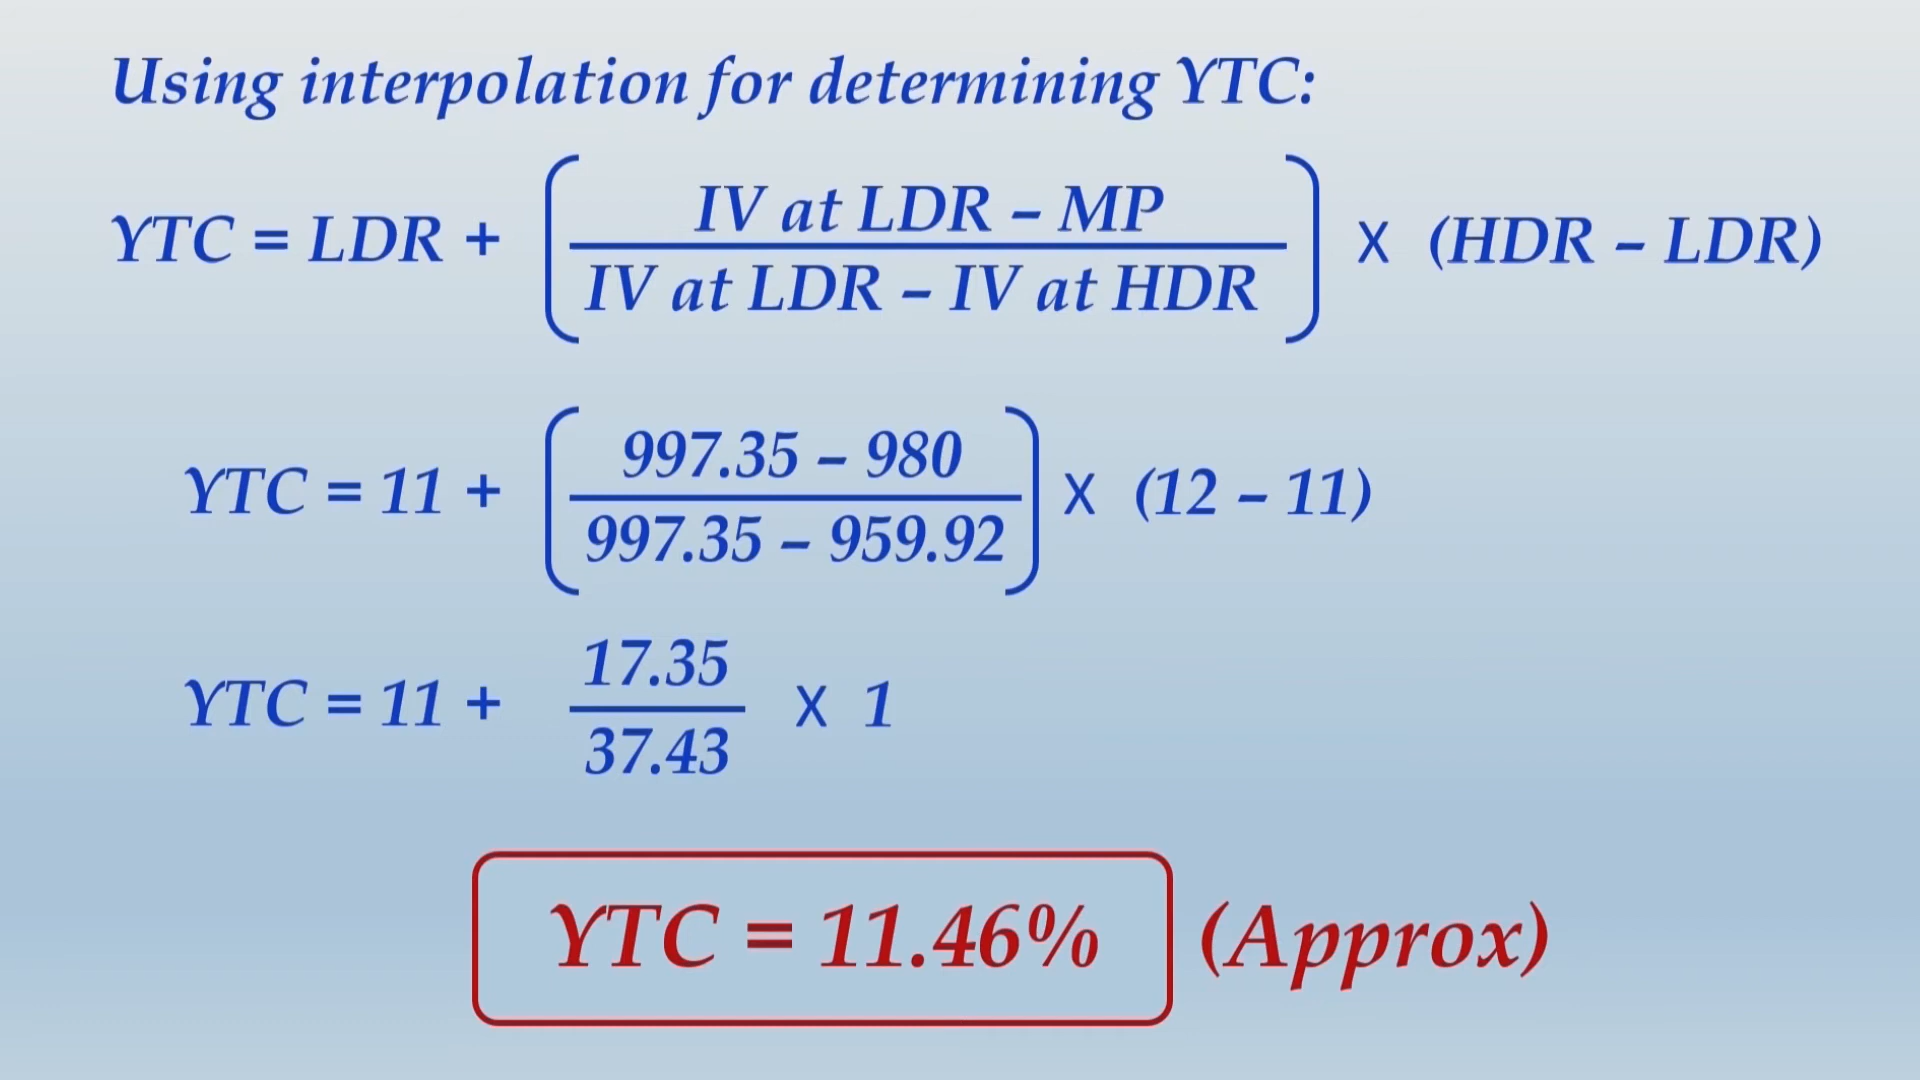 Using interpolation for determining YTC:
YTC = LDR + ( IV at LDR – MP / IV at LDR – IV at HDR ) X (HDR – LDR)
YTC = 11 + ( 997.35 – 980 / 997.35 – 959.92 ) X (12 – 11)
YTC = 11 + 17.35 / 37.43 X 1
YTC = 11.46% (Approx)